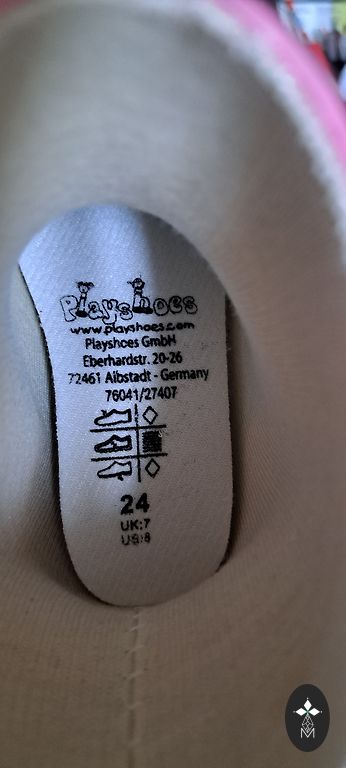 Playshoes
www.playshoes.com
Playshoes GmbH
Eberhardstr. 20-26
72461 Albstadt - Germany
76041/27407
24
UK:7
US:8
M